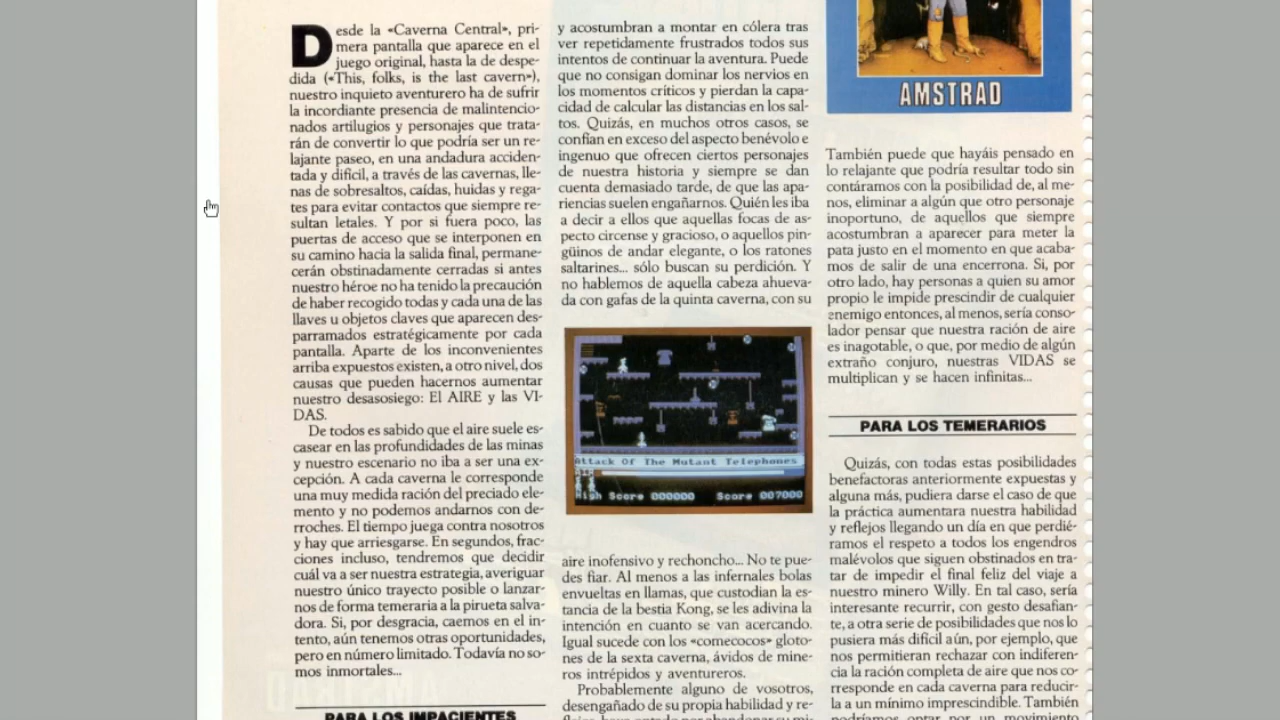 Desde la «Caverna Central», pri-
mera pantalla que aparece en el
juego original, hasta la de despe-
dida («This, folks, is the last cavern»),
nuestro inquieto aventurero ha de sufrir
la incordiante presencia de malintencio-
nados artilugios y personajes que trata-
rán de convertir lo que podría ser un re-
lajante paseo, en una andadura acciden-
tada y difícil, a través de las cavernas, lle-
nas de sobresaltos, caídas, huidas y rega-
tes para evitar contactos que siempre re-
sultan letales. Y por si fuera poco, las
puertas de acceso que se interponen en
su camino hacia la salida final, permane-
cerán obstinadamente cerradas si antes
nuestro héroe no ha tenido la precaución
de haber recogido todas y cada una de las
llaves u objetos claves que aparecen des-
parramados estratégicamente por cada
pantalla. Aparte de los inconvenientes
arriba expuestos existen, a otro nivel, dos
causas que pueden hacernos aumentar
nuestro desasosiego: El AIRE y las VI-
DAS.
De todos es sabido que el aire suele es-
casear en las profundidades de las minas
y nuestro escenario no iba a ser una ex-
cepción. A cada caverna le corresponde
una muy medida ración del preciado ele-
mento y no podemos andarnos con de-
rroches. El tiempo juega contra nosotros
y hay que arriesgarse. En segundos, frac-
ciones incluso, tendremos que decidir
cuál va a ser nuestra estrategia, averiguar
nuestro único trayecto posible o lanzar-
nos de forma temeraria a la pirueta salva-
dora. Si, por desgracia, caemos en el in-
tento, aún tenemos otras oportunidades,
pero en número limitado. Todavía no so-
mos inmortales...
PARA LOS IMPACIENTES
y acostumbran a montar en cólera tras
ver repetidamente frustrados todos sus
intentos de continuar la aventura. Puede
que no consigan dominar los nervios en
los momentos críticos y pierdan la capa-
cidad de calcular las distancias en los sal-
tos. Quizás, en muchos otros casos, se
confían en exceso del aspecto benévolo e
ingenuo que ofrecen ciertos personajes
de nuestra historia y siempre se dan
cuenta demasiado tarde, de que las apa-
riencias suelen engañarnos. Quién les iba
a decir a ellos que aquellas focas de as-
pecto circense y gracioso, o aquellos pin-
güinos de andar elegante, o los ratones
saltarines... sólo buscan su perdición. Y
no hablemos de aquella cabeza ahueva-
da con gafas de la quinta caverna, con su
Attack Of The Mutant Telephones
High Score 000000 Score 007000
aire inofensivo y rechoncho... No te pue-
des fiar. Al menos a las infernales bolas
envueltas en llamas, que custodian la es-
tancia de la bestia Kong, se les adivina la
intención en cuanto se van acercando.
Igual sucede con los «comecocos» gloto-
nes de la sexta caverna, ávidos de mine-
ros intrépidos y aventureros.
Probablemente alguno de vosotros,
desengañado de su propia habilidad y re-
AMSTRAD
También puede que hayáis pensado en
lo relajante que podría resultar todo sin
contáramos con la posibilidad de, al me-
nos, eliminar a algún que otro personaje
inoportuno, de aquellos que siempre
acostumbran a aparecer para meter la
pata justo en el momento en que acaba-
mos de salir de una encerrona. Si, por
otro lado, hay personas a quien su amor
propio le impide prescindir de cualquier
enemigo entonces, al menos, sería conso-
lador pensar que nuestra ración de aire
es inagotable, o que, por medio de algún
extraño conjuro, nuestras VIDAS se
multiplican y se hacen infinitas...
PARA LOS TEMERARIOS
Quizás, con todas estas posibilidades
benefactoras anteriormente expuestas y
alguna más, pudiera darse el caso de que
la práctica aumentara nuestra habilidad
y reflejos llegando un día en que perdié-
ramos el respeto a todos los engendros
malévolos que siguen obstinados en tra-
tar de impedir el final feliz del viaje a
nuestro minero Willy. En tal caso, sería
interesante recurrir, con gesto desafian-
te, a otra serie de posibilidades que nos lo
pusiera más difícil aún, por ejemplo, que
nos permitieran rechazar con indiferen-
cia la ración completa de aire que nos co-
rresponde en cada caverna para reducir-
la a un mínimo imprescindible. También
podríamos optar por un movimiento